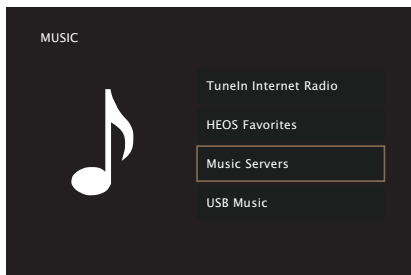 MUSIC
TuneIn Internet Radio
HEOS Favorites
Music Servers
USB Music